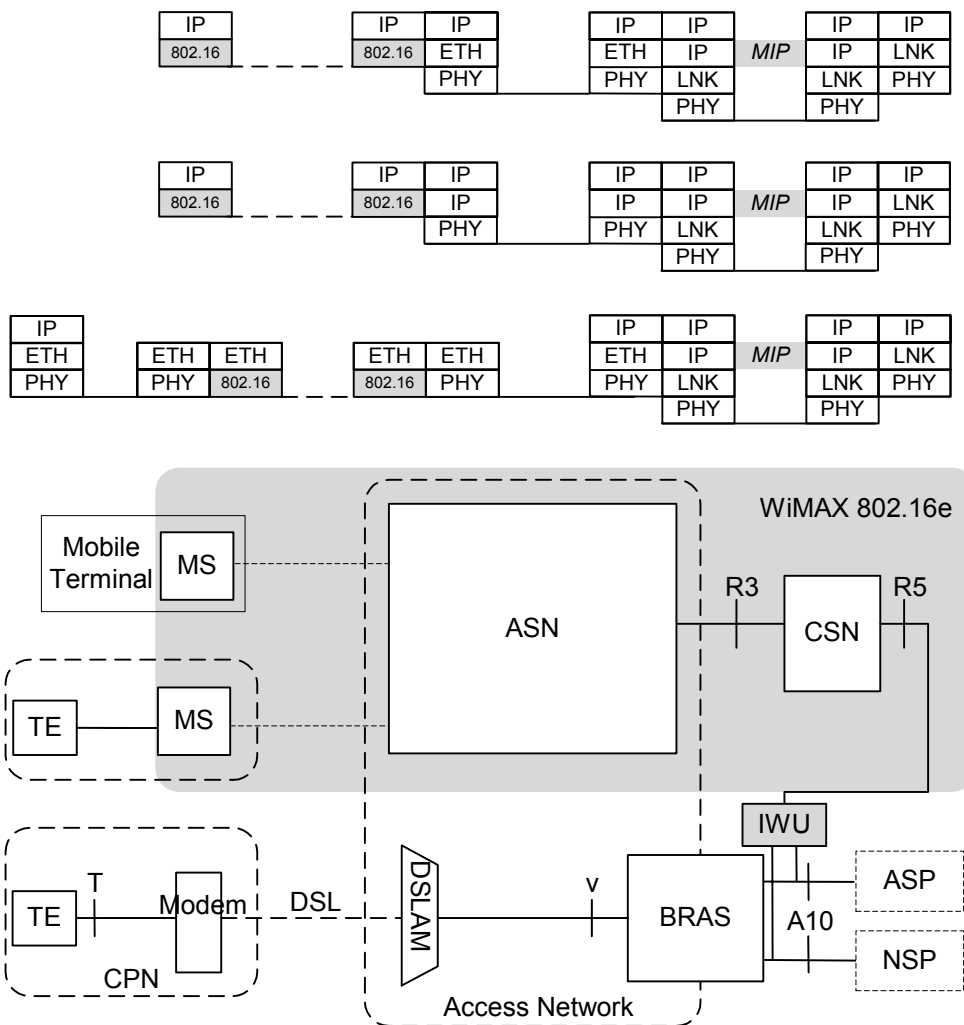 IP IP IP IP IP IP IP
802.16 802.16 ETH ETH IP MIP IP LNK
PHY PHY LNK LNK PHY
PHY PHY
IP IP IP IP IP IP IP
802.16 802.16 IP IP IP MIP IP LNK
PHY PHY LNK LNK PHY
PHY PHY
IP IP IP IP IP
ETH ETH ETH ETH ETH ETH IP MIP IP LNK
PHY PHY 802.16 802.16 PHY PHY LNK LNK PHY
PHY PHY
WiMAX 802.16e
Mobile
Terminal
MS
ASN
R3
CSN
R5
TE
MS
IWU
TE
T
Modem
CPN
DSL
DSLAM
v
BRAS
A10
ASP
NSP
Access Network